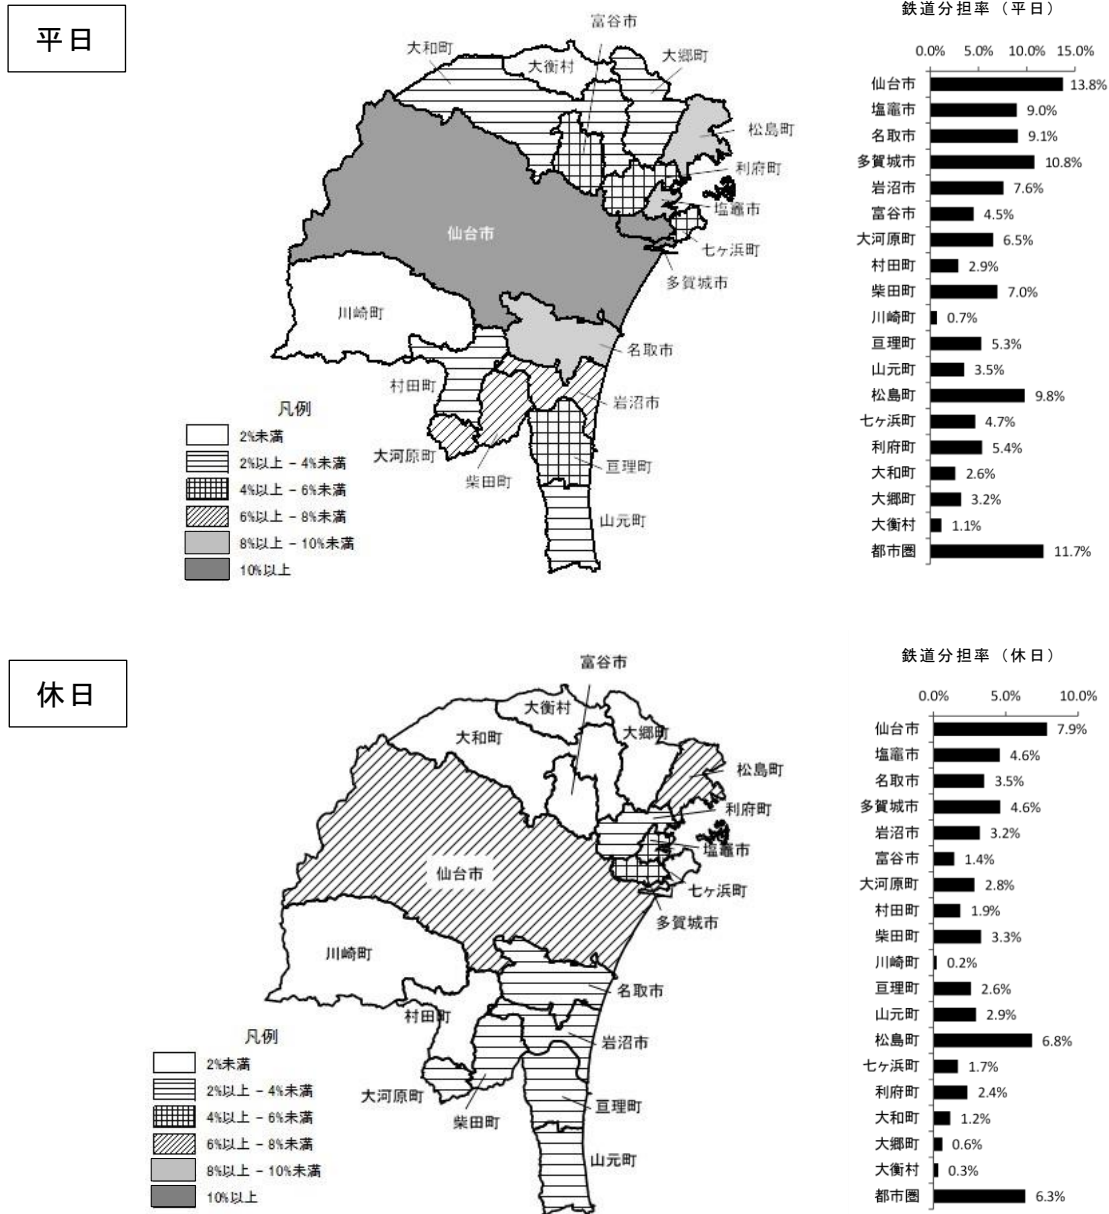 平日
富谷市
大和町
大衡村
大郷町
松島町
利府町
塩竈市
仙台市
七ヶ浜町
多賀城市
川崎町
名取市
村田町
岩沼市
大河原町
柴田町
亘理町
山元町
凡例
2%未満
2%以上 - 4%未満
4%以上 - 6%未満
6%以上 - 8%未満
8%以上 - 10%未満
10%以上
鉄道分担率(平日)
0.0% 5.0% 10.0% 15.0%
仙台市 13.8%
塩竈市 9.0%
名取市 9.1%
多賀城市 10.8%
岩沼市 7.6%
富谷市 4.5%
大河原町 6.5%
村田町 2.9%
柴田町 7.0%
川崎町 0.7%
亘理町 5.3%
山元町 3.5%
松島町 9.8%
七ヶ浜町 4.7%
利府町 5.4%
大和町 2.6%
大郷町 3.2%
大衡村 1.1%
都市圏 11.7%
休日
富谷市
大衡村
大和町
大郷町
松島町
利府町
塩竈市
仙台市
七ヶ浜町
多賀城市
川崎町
名取市
村田町
岩沼市
大河原町
柴田町
亘理町
山元町
凡例
2%未満
2%以上 - 4%未満
4%以上 - 6%未満
6%以上 - 8%未満
8%以上 - 10%未満
10%以上
鉄道分担率(休日)
0.0% 5.0% 10.0%
仙台市 7.9%
塩竈市 4.6%
名取市 3.5%
多賀城市 4.6%
岩沼市 3.2%
富谷市 1.4%
大河原町 2.8%
村田町 1.9%
柴田町 3.3%
川崎町 0.2%
亘理町 2.6%
山元町 2.9%
松島町 6.8%
七ヶ浜町 1.7%
利府町 2.4%
大和町 1.2%
大郷町 0.6%
大衡村 0.3%
都市圏 6.3%